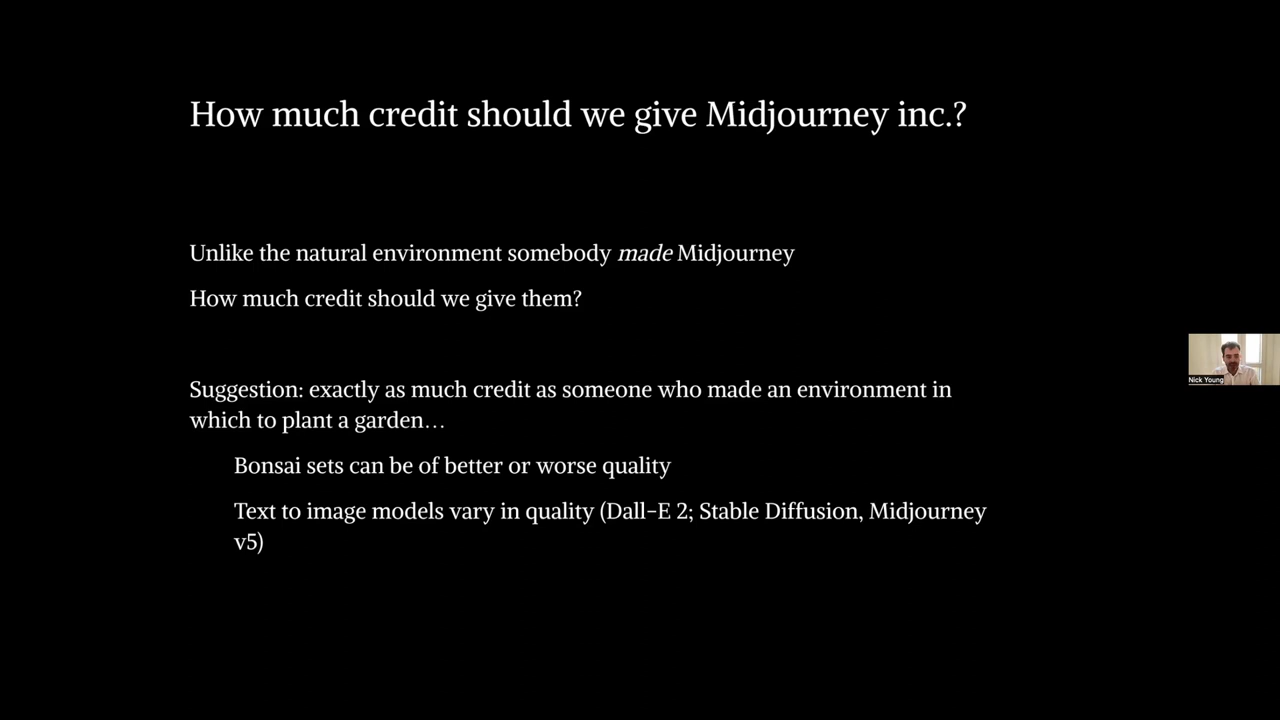 How much credit should we give Midjourney inc.?
Unlike the natural environment somebody made Midjourney
How much credit should we give them?
Suggestion: exactly as much credit as someone who made an environment in
which to plant a garden…
Bonsai sets can be of better or worse quality
Text to image models vary in quality (Dall-E 2; Stable Diffusion, Midjourney
v5)
Nick Young